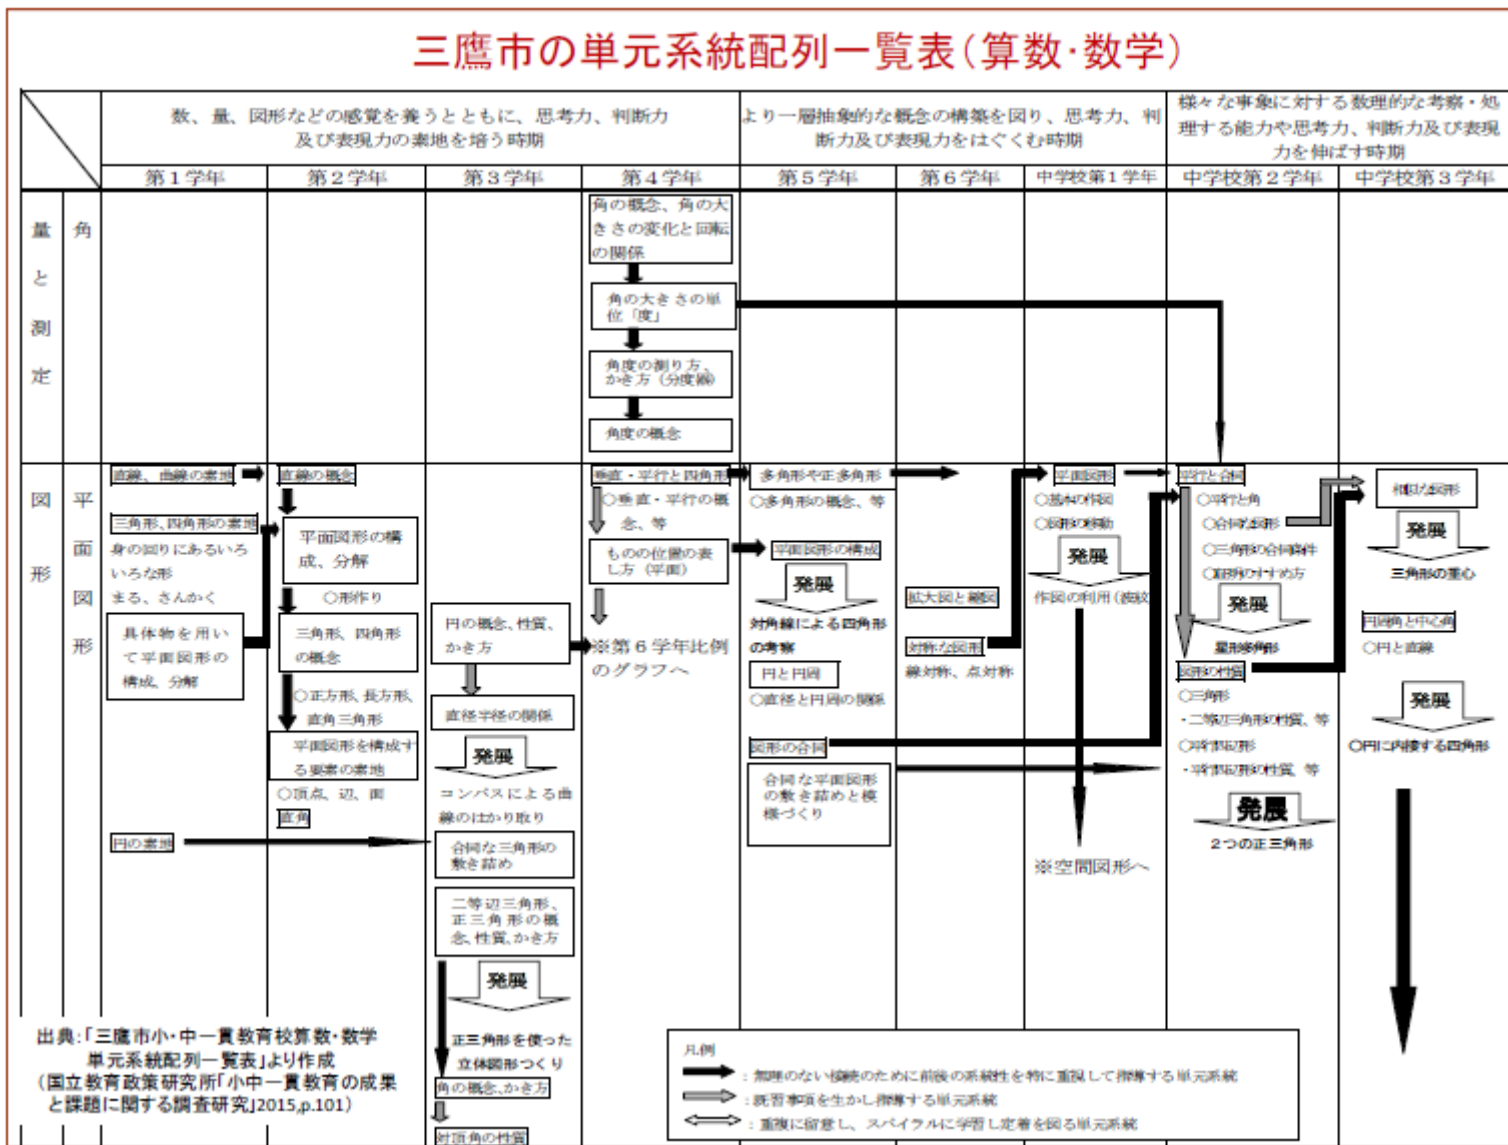 三鷹市の単元系統配列一覧表(算数・数学)
数、量、図形などの感覚を養うとともに、思考力、判断力
及び表現力の素地を培う時期
より一層抽象的な概念の構築を図り、思考力、判
断力及び表現力をはぐくむ時期
様々な事象に対する数理的な考察・処
理する能力や思考力、判断力及び表現
力を伸ばす時期
第1学年
第2学年
第3学年
第4学年
第5学年
第6学年
中学校第1学年
中学校第2学年
中学校第3学年
量と測定
角
角の概念、角の大
きさの変化と回転
の関係
角の大きさの単
位「度」
角度の測り方、
かき方(分度器)
角度の概念
図形
平面図形
直線、曲線の素地
三角形、四角形の素地
身の回りにあるいろ
いろな形
まる、さんかく
具体物を用い
て平面図形の
構成、分解
円の素地
直線の概念
平面図形の構
成、分解
○形作り
三角形、四角形
の概念
○正方形、長方形、
直角三角形
平面図形を構成す
る要素の素地
○頂点、辺、面
直角
円の概念、性質、
かき方
直径半径の関係
発展
コンパスによる曲
線のはかり取り
合同な三角形の
敷き詰め
二等辺三角形、
正三角形の概
念、性質、かき方
発展
正三角形を使った
立体図形つくり
角の概念、かき方
対頂角の性質
垂直・平行と四角形
○垂直・平行の概
念、等
ものの位置の表
し方(平面)
※第6学年比例
のグラフへ
多角形や正多角形
○多角形の概念、等
平面図形の構成
発展
対角線による四角形
の考察
円と円周
○直径と円周の関係
図形の合同
合同な平面図形
の敷き詰めと模
様づくり
拡大図と縮図
対称な図形
線対称、点対称
平面図形
○基本の作図
○図形の移動
発展
作図の利用(波紋)
※空間図形へ
平行と合同
○平行と角
○合同な図形
○三角形の合同条件
○証明のすすめ方
発展
星形多角形
図形の性質
○三角形
・二等辺三角形の性質、等
○平行四辺形
・平行四辺形の性質、等
発展
2つの正三角形
相似な図形
発展
三角形の重心
円周角と中心角
○円と直線
発展
○円に内接する四角形
出典:「三鷹市小・中一貫教育校算数・数学
単元系統配列一覧表」より作成
(国立教育政策研究所「小中一貫教育の成果
と課題に関する調査研究」2015,p.101)
凡例
:無理のない接続のために前後の系統性を特に重視して指導する単元系統
:既習事項を生かし指導する単元系統
:重複に留意し、スパイラルに学習し定着を図る単元系統